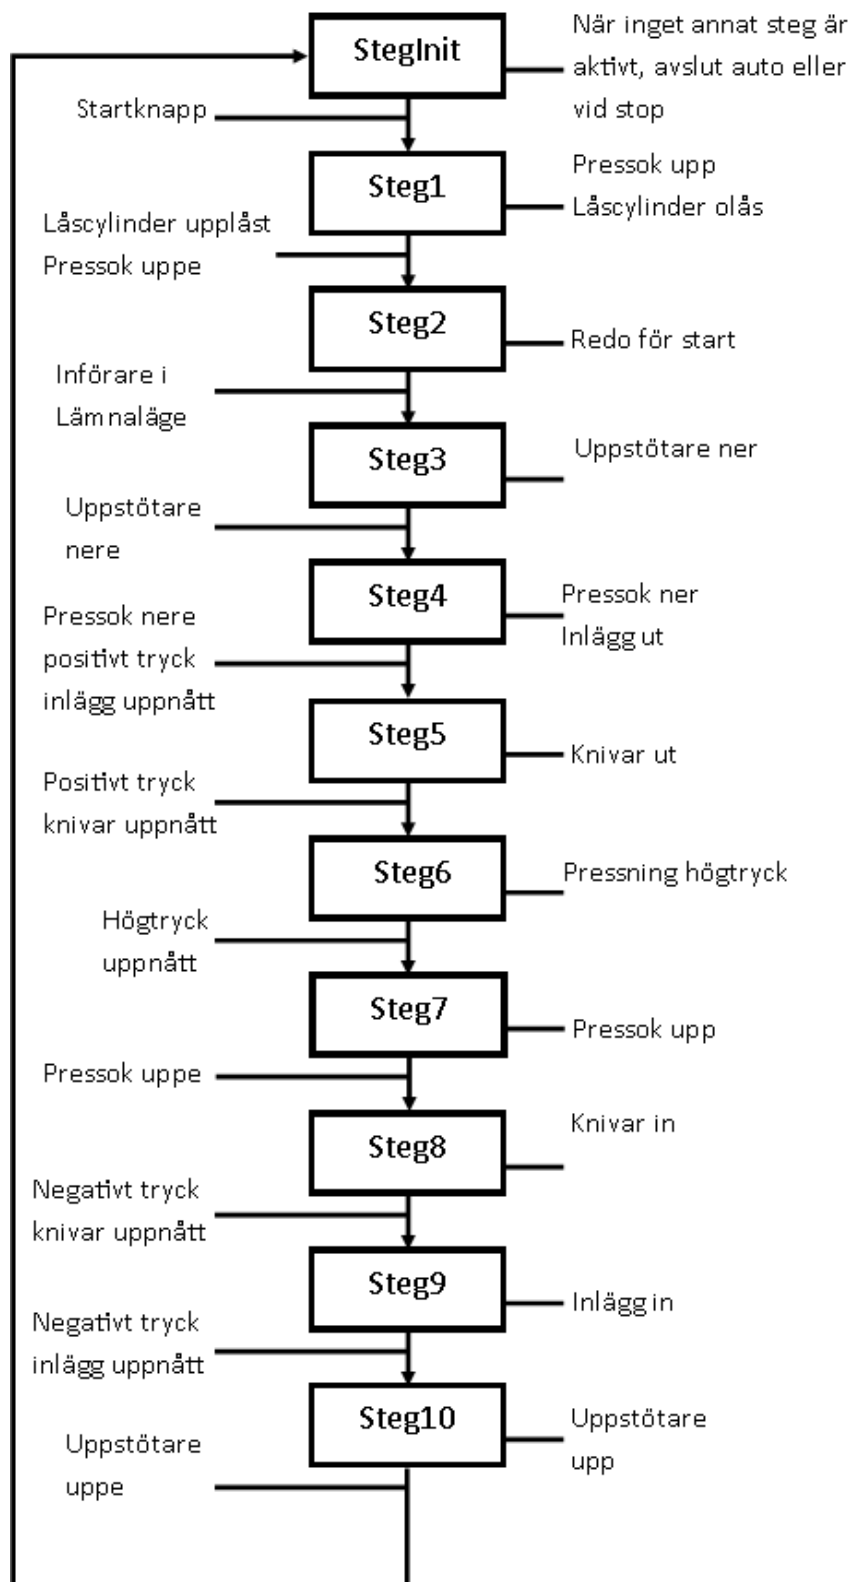 StegInit
När inget annat steg är
aktivt, avslut auto eller
vid stop
Startknapp
Steg1
Pressok upp
Låscylinder olås
Låscylinder upplåst
Pressok uppe
Steg2
Redo för start
Införare i
Lämnaläge
Steg3
Uppstötare ner
Uppstötare
nere
Steg4
Pressok ner
Inlägg ut
Pressok nere
positivt tryck
inlägg uppnått
Steg5
Knivar ut
Positivt tryck
knivar uppnått
Steg6
Pressning högtryck
Högtryck
uppnått
Steg7
Pressok upp
Pressok uppe
Steg8
Knivar in
Negativt tryck
knivar uppnått
Steg9
Inlägg in
Negativt tryck
inlägg uppnått
Steg10
Uppstötare
upp
Uppstötare
uppe